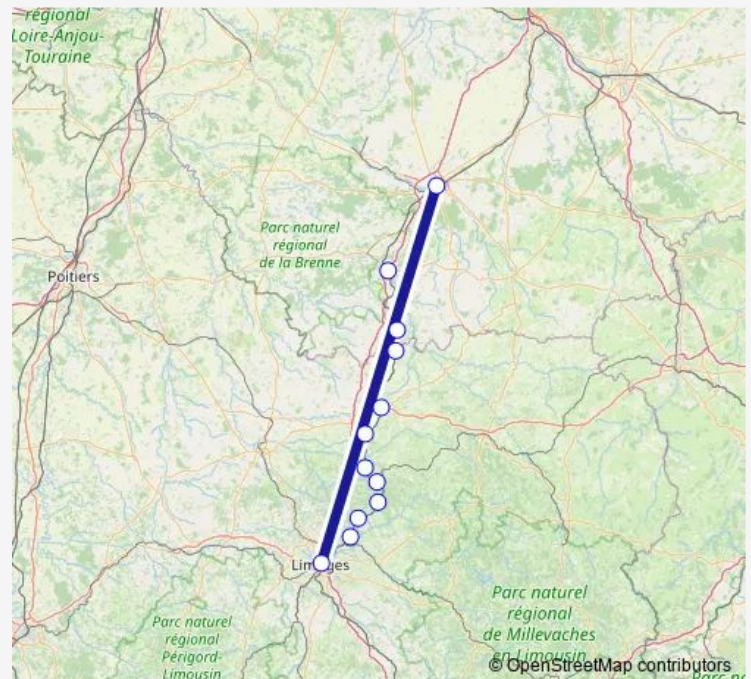 régional
Loire-Anjou-
Touraine
Parc naturel
régional
de la Brenne
Poitiers
Limoges
Parc naturel
régional
de Millevaches
en Limousin
Parc naturel
régional
Périgord-
Limousin
© OpenStreetMap contributors